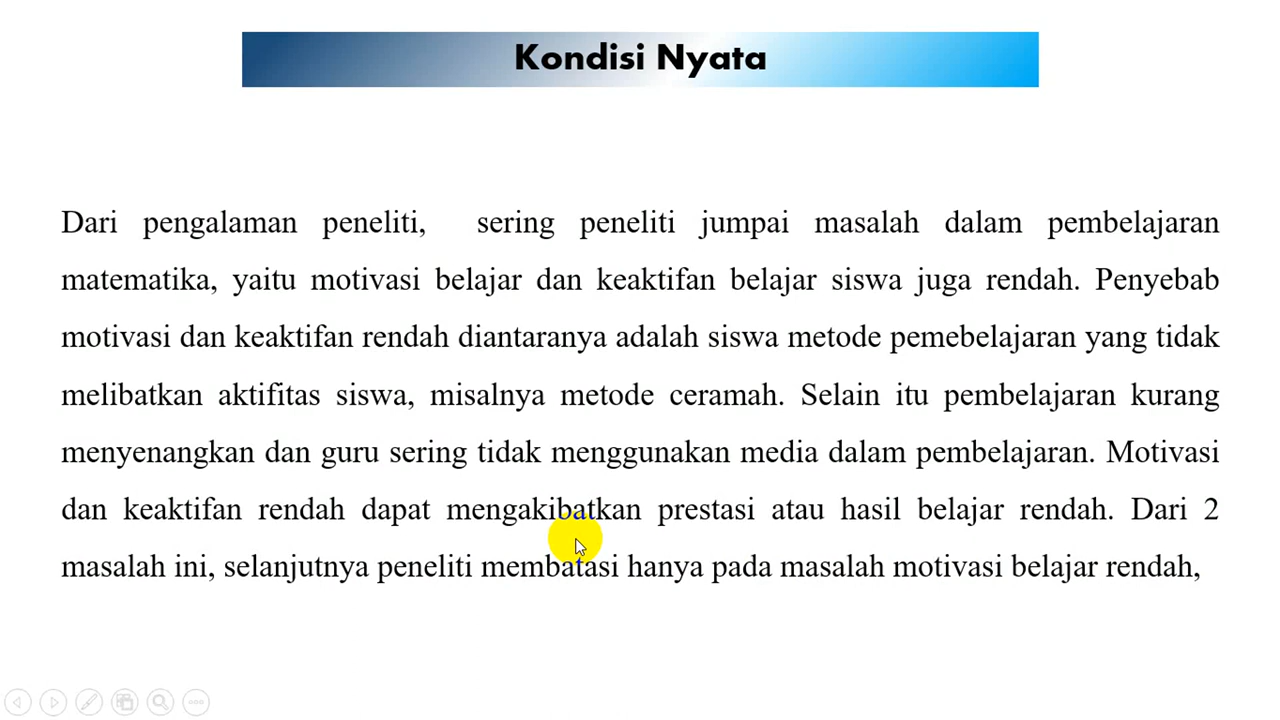 Kondisi Nyata
Dari pengalaman peneliti, sering peneliti jumpai masalah dalam pembelajaran
matematika, yaitu motivasi belajar dan keaktifan belajar siswa juga rendah. Penyebab
motivasi dan keaktifan rendah diantaranya adalah siswa metode pemebelajaran yang tidak
melibatkan aktifitas siswa, misalnya metode ceramah. Selain itu pembelajaran kurang
menyenangkan dan guru sering tidak menggunakan media dalam pembelajaran. Motivasi
dan keaktifan rendah dapat mengakibatkan prestasi atau hasil belajar rendah. Dari 2
masalah ini, selanjutnya peneliti membatasi hanya pada masalah motivasi belajar rendah,